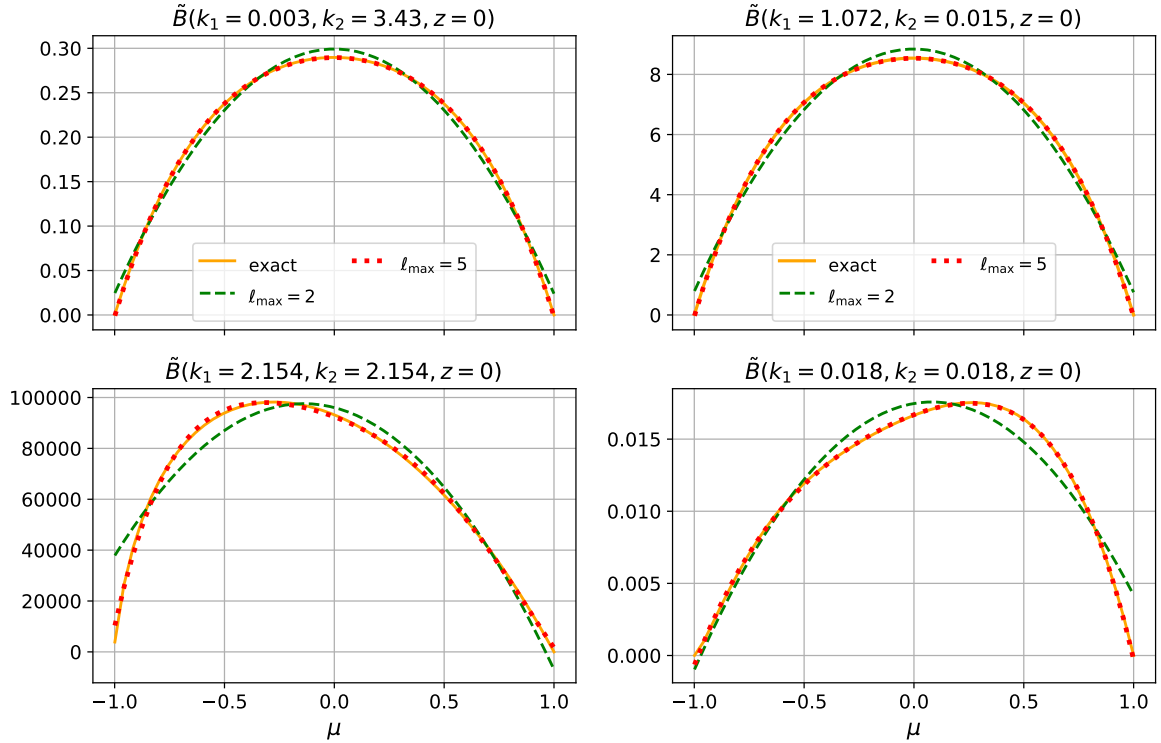 B̃(k₁ = 0.003, k₂ = 3.43, z = 0)
0.30
0.25
0.20
0.15
0.10
0.05
0.00
exact
ℓmax = 2
ℓmax = 5
B̃(k₁ = 1.072, k₂ = 0.015, z = 0)
8
6
4
2
0
exact
ℓmax = 2
ℓmax = 5
B̃(k₁ = 2.154, k₂ = 2.154, z = 0)
100000
80000
60000
40000
20000
0
−1.0 −0.5 0.0 0.5 1.0
μ
B̃(k₁ = 0.018, k₂ = 0.018, z = 0)
0.015
0.010
0.005
0.000
−1.0 −0.5 0.0 0.5 1.0
μ